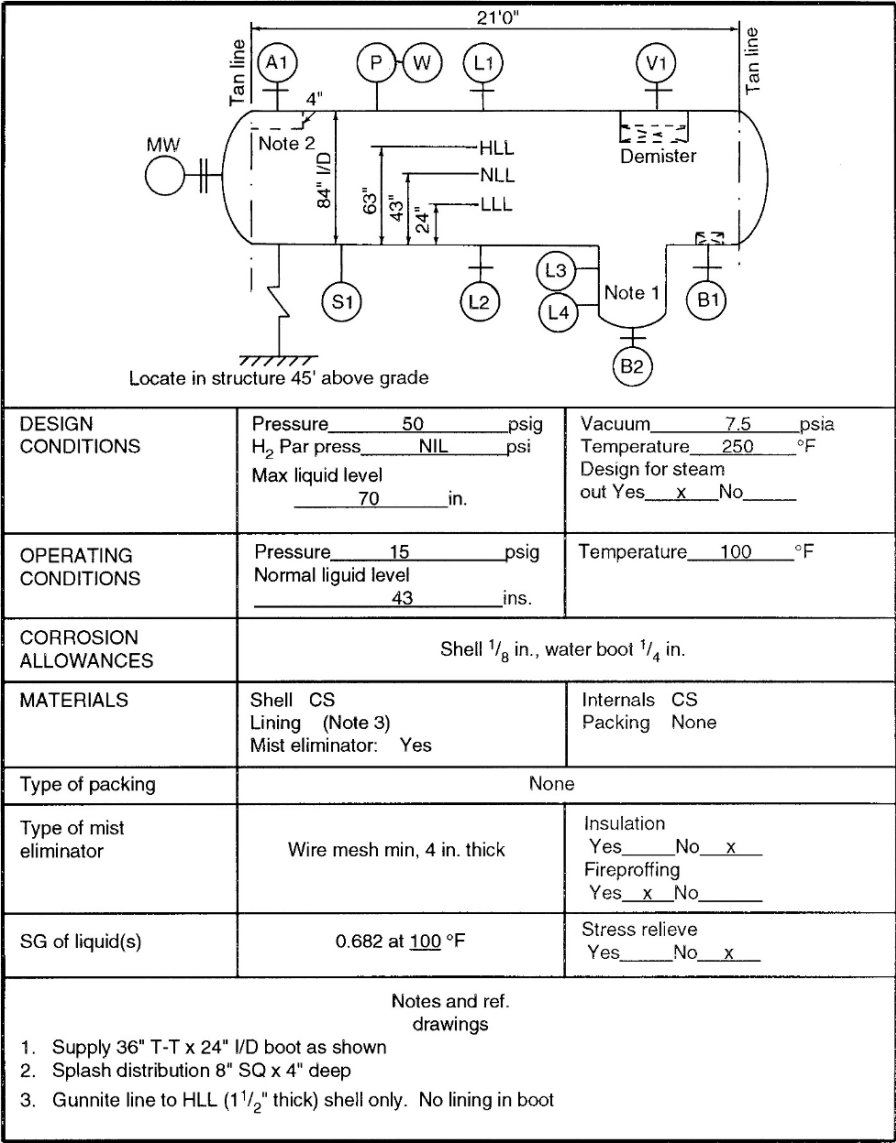 21'0"
Tan line
Tan line
A1
P
W
L1
V1
4"
Note 2
MW
84" I/D
63"
43"
24"
HLL
NLL
LLL
Demister
S1
L2
L3
L4
Note 1
B1
B2
Locate in structure 45' above grade
DESIGN CONDITIONS
Pressure 50 psig
H2 Par press NIL psi
Max liquid level
70 in.
Vacuum 7.5 psia
Temperature 250 °F
Design for steam
out Yes x No
OPERATING CONDITIONS
Pressure 15 psig
Normal liguid level
43 ins.
Temperature 100 °F
CORROSION ALLOWANCES
Shell 1/8 in., water boot 1/4 in.
MATERIALS
Shell CS
Lining (Note 3)
Mist eliminator: Yes
Internals CS
Packing None
Type of packing
None
Type of mist
eliminator
Wire mesh min, 4 in. thick
Insulation
Yes No x
Fireproffing
Yes x No
SG of liquid(s)
0.682 at 100 °F
Stress relieve
Yes No x
Notes and ref.
drawings
1. Supply 36" T-T x 24" I/D boot as shown
2. Splash distribution 8" SQ x 4" deep
3. Gunnite line to HLL (1 1/2" thick) shell only. No lining in boot